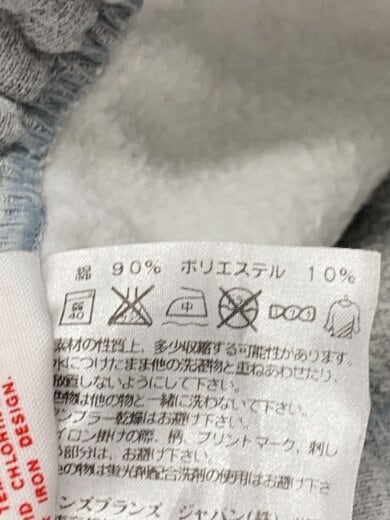 綿 90% ポリエステル 10%
40 中
素材の性質上、多少収縮する可能性があります。
水につけたまま他の洗濯物と重ねあわせたり、
放置しないようにして下さい。
色物は他の物と一緒に洗わないで下さい。
ンブラー乾燥はお避け下さい。
イロン掛けの際、柄、プリントマーク、刺し
部分は、お避け下さい。
色の物は蛍光剤配合洗剤の使用はお避け下さ
ンズブランズ ジャパン(株)
IRON DESIGN.